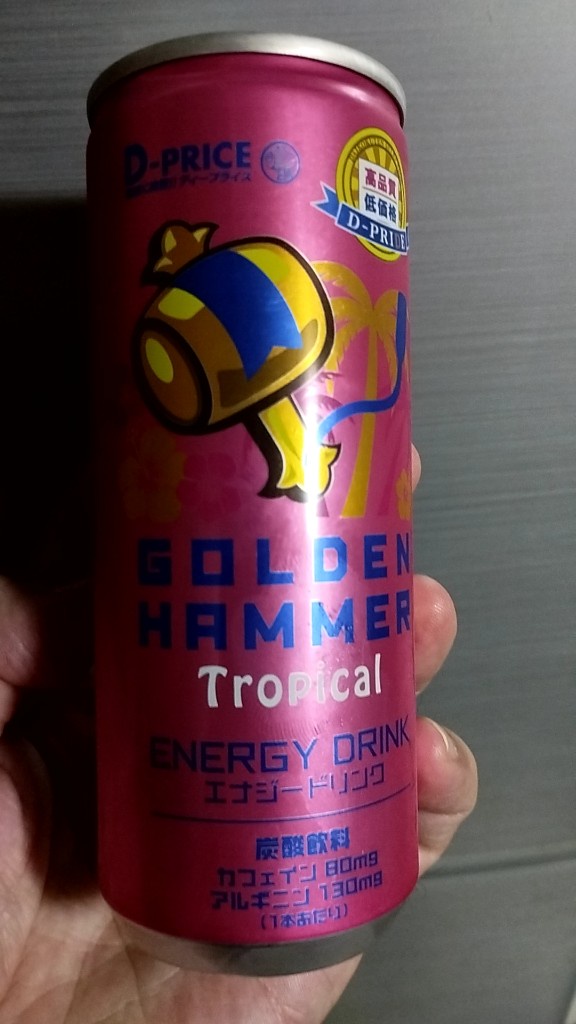 D-PRICE
ディープライス
高品質
低価格
D-PRICE
GOLDEN
HAMMER
Tropical
ENERGY DRINK
エナジードリンク
炭酸飲料
カフェイン 80mg
アルギニン 130mg
(1本あたり)